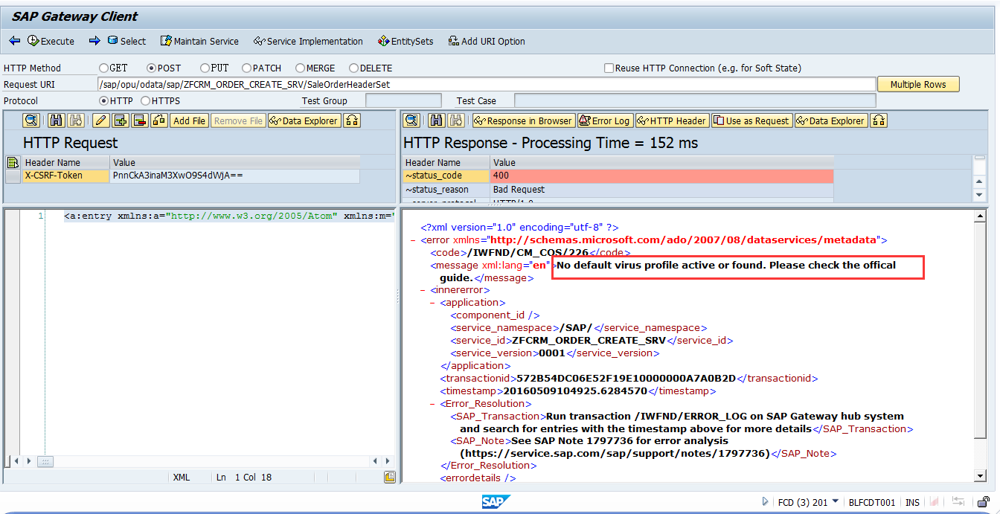 SAP Gateway Client
Execute Select Maintain Service Service Implementation EntitySets Add URI Option
HTTP Method GET POST PUT PATCH MERGE DELETE Reuse HTTP Connection (e.g. for Soft State)
Request URI /sap/opu/odata/sap/ZFCRM_ORDER_CREATE_SRV/SaleOrderHeaderSet Multiple Rows
Protocol HTTP HTTPS Test Group Test Case
Add File Remove File Data Explorer
HTTP Request
Header Name Value
X-CSRF-Token PnnCkA3inaM3XwO9S4dWjA==
1 <a:entry xmlns:a="http://www.w3.org/2005/Atom" xmlns:m="
XML Ln 1 Col 18
Response in Browser Error Log HTTP Header Use as Request Data Explorer
HTTP Response - Processing Time = 152 ms
Header Name Value
~status_code 400
~status_reason Bad Request
~server_protocol HTTP/1.0
<?xml version="1.0" encoding="utf-8" ?>
- <error xmlns="http://schemas.microsoft.com/ado/2007/08/dataservices/metadata">
<code>/IWFND/CM_COS/226</code>
<message xml:lang="en">No default virus profile active or found. Please check the offical
guide.</message>
- <innererror>
- <application>
<component_id />
<service_namespace>/SAP/</service_namespace>
<service_id>ZFCRM_ORDER_CREATE_SRV</service_id>
<service_version>0001</service_version>
</application>
<transactionid>572B54DC06E52F19E10000000A7A0B2D</transactionid>
<timestamp>20160509104925.6284570</timestamp>
- <Error_Resolution>
<SAP_Transaction>Run transaction /IWFND/ERROR_LOG on SAP Gateway hub system
and search for entries with the timestamp above for more details</SAP_Transaction>
<SAP_Note>See SAP Note 1797736 for error analysis
(https://service.sap.com/sap/support/notes/1797736)</SAP_Note>
</Error_Resolution>
<errordetails />
SAP FCD (3) 201 BLFCDT001 INS